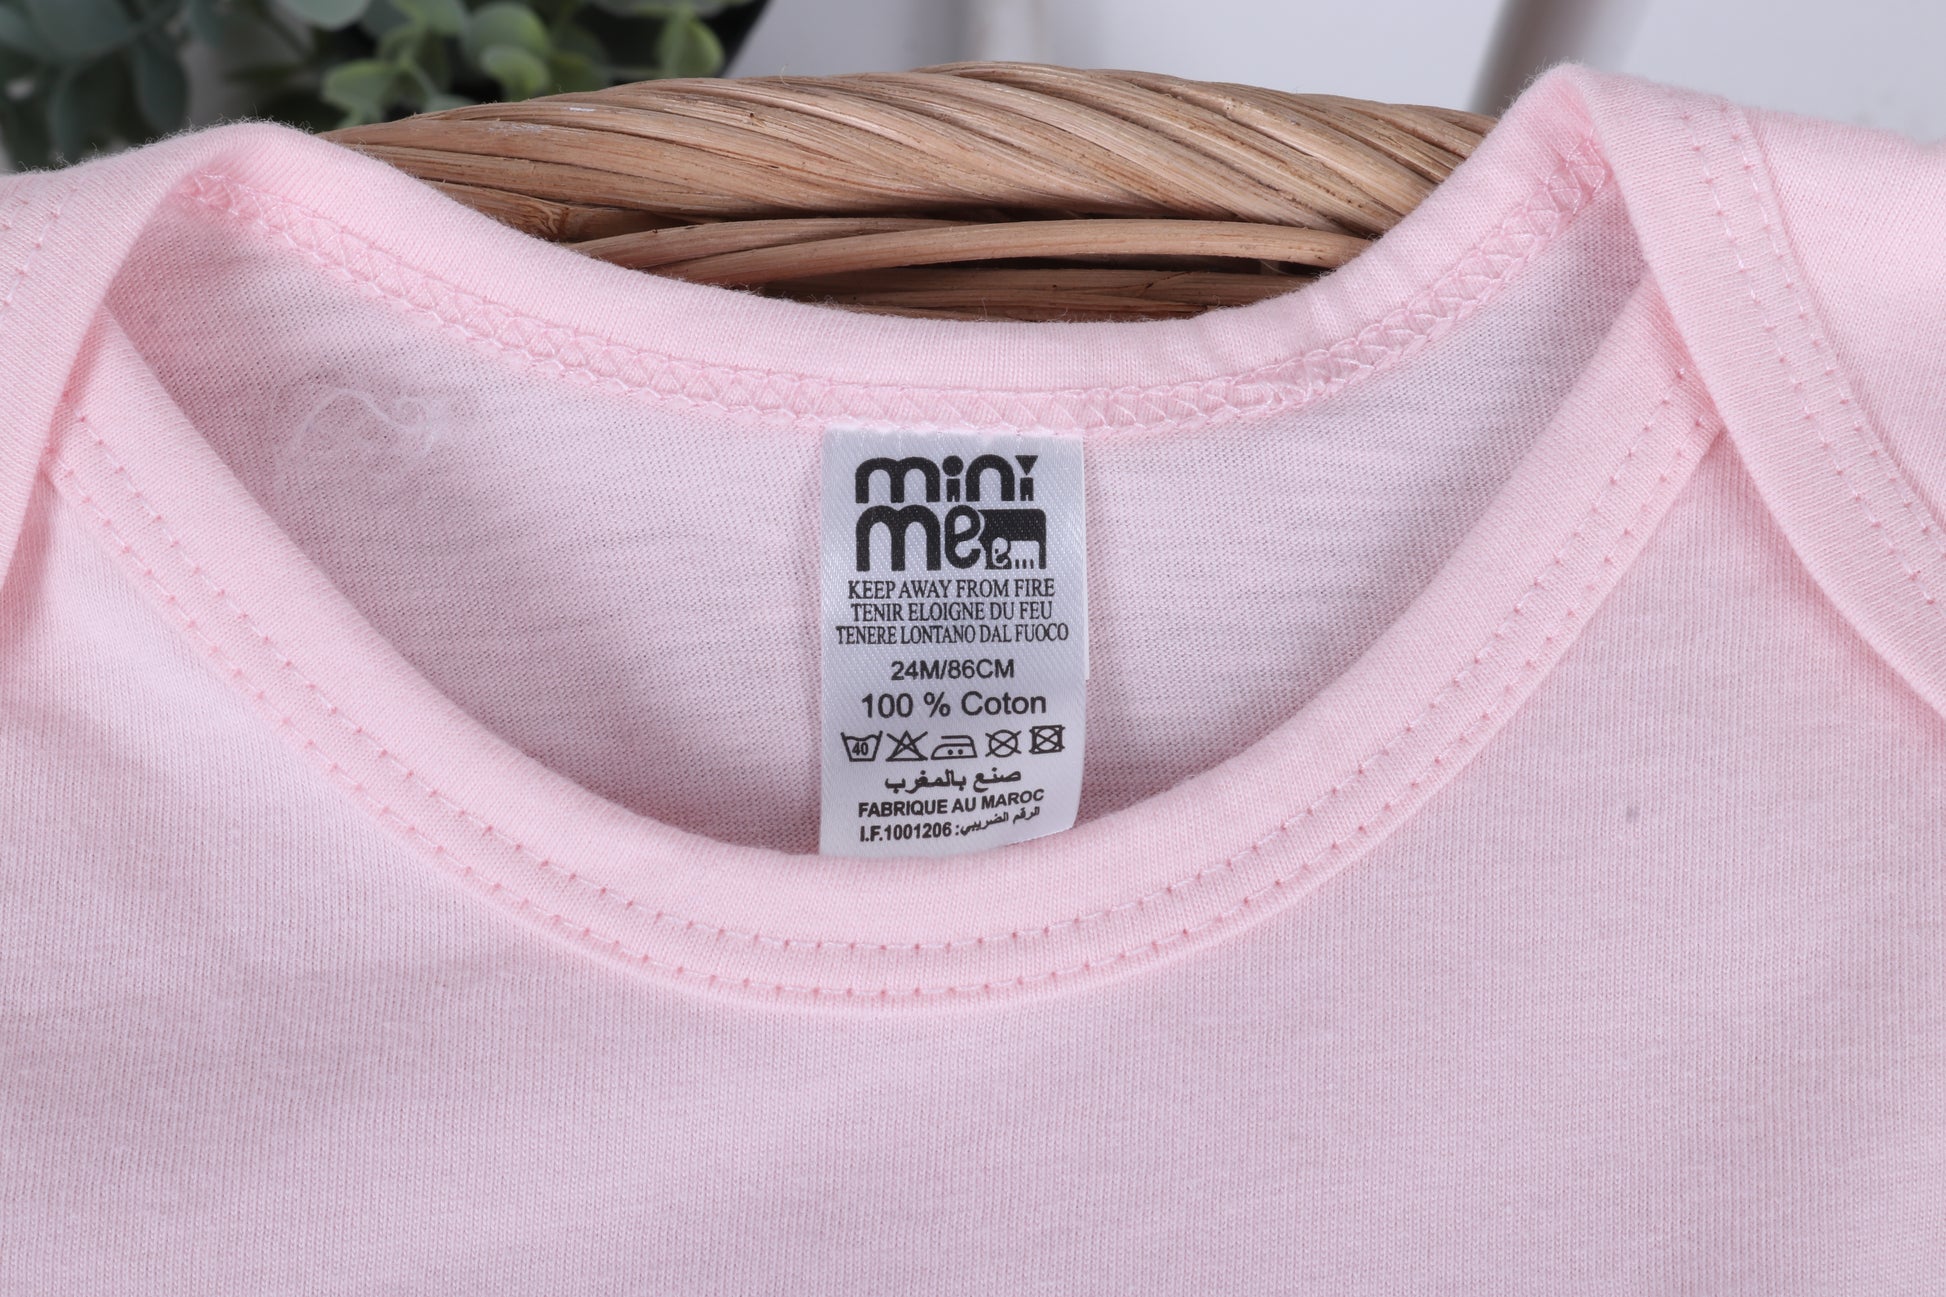 mini
me
KEEP AWAY FROM FIRE
TENIR ELOIGNE DU FEU
TENERE LONTANO DAL FUOCO
24M/86CM
100 % Coton
40
صنع بالمغرب
FABRIQUE AU MAROC
I.F.1001206 :الرقم الضريبي